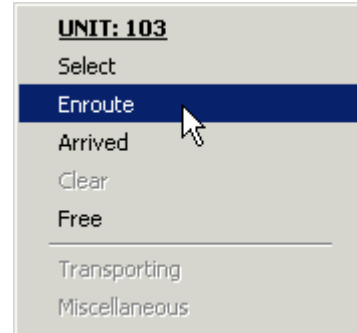 UNIT: 103
Select
Enroute
Arrived
Clear
Free
Transporting
Miscellaneous